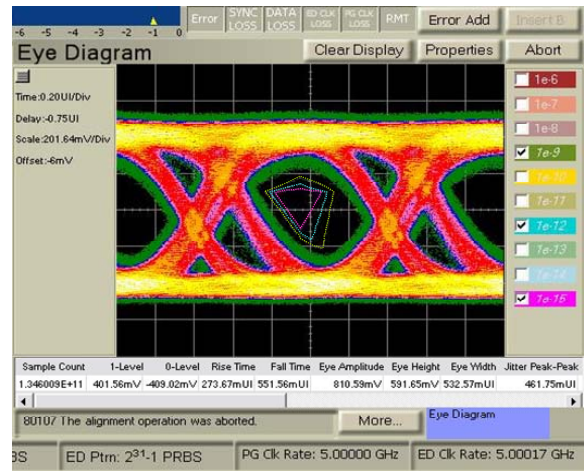 -6 -5 -4 -3 -2 -1 0
Error SYNC LOSS DATA LOSS ED CLK LOSS PG CLK LOSS RMT Error Add Insert B
Eye Diagram Clear Display Properties Abort
Time:0.20UI/Div
Delay:-0.75UI
Scale:201.64mV/Div
Offset:-6mV
1e-6
1e-7
1e-8
1e-9
1e-10
1e-11
1e-12
1e-13
1e-14
1e-15
Sample Count 1-Level 0-Level Rise Time Fall Time Eye Amplitude Eye Height Eye Width Jitter Peak-Peak
1.346009E+11 401.56mV -409.02mV 273.67mUI 551.56mUI 810.59mV 591.65mV 532.57mUI 461.75mUI
80107 The alignment operation was aborted. More... Eye Diagram
BS ED Ptrn: 2³¹-1 PRBS PG Clk Rate: 5.00000 GHz ED Clk Rate: 5.00017 GHz